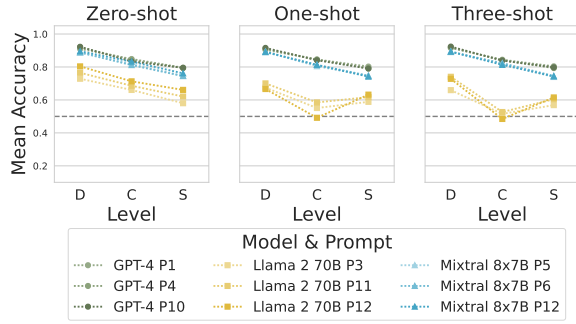 Zero-shot One-shot Three-shot
Mean Accuracy
1.0
0.8
0.6
0.4
0.2
D C S D C S D C S
Level Level Level
Model & Prompt
GPT-4 P1 Llama 2 70B P3 Mixtral 8x7B P5
GPT-4 P4 Llama 2 70B P11 Mixtral 8x7B P6
GPT-4 P10 Llama 2 70B P12 Mixtral 8x7B P12